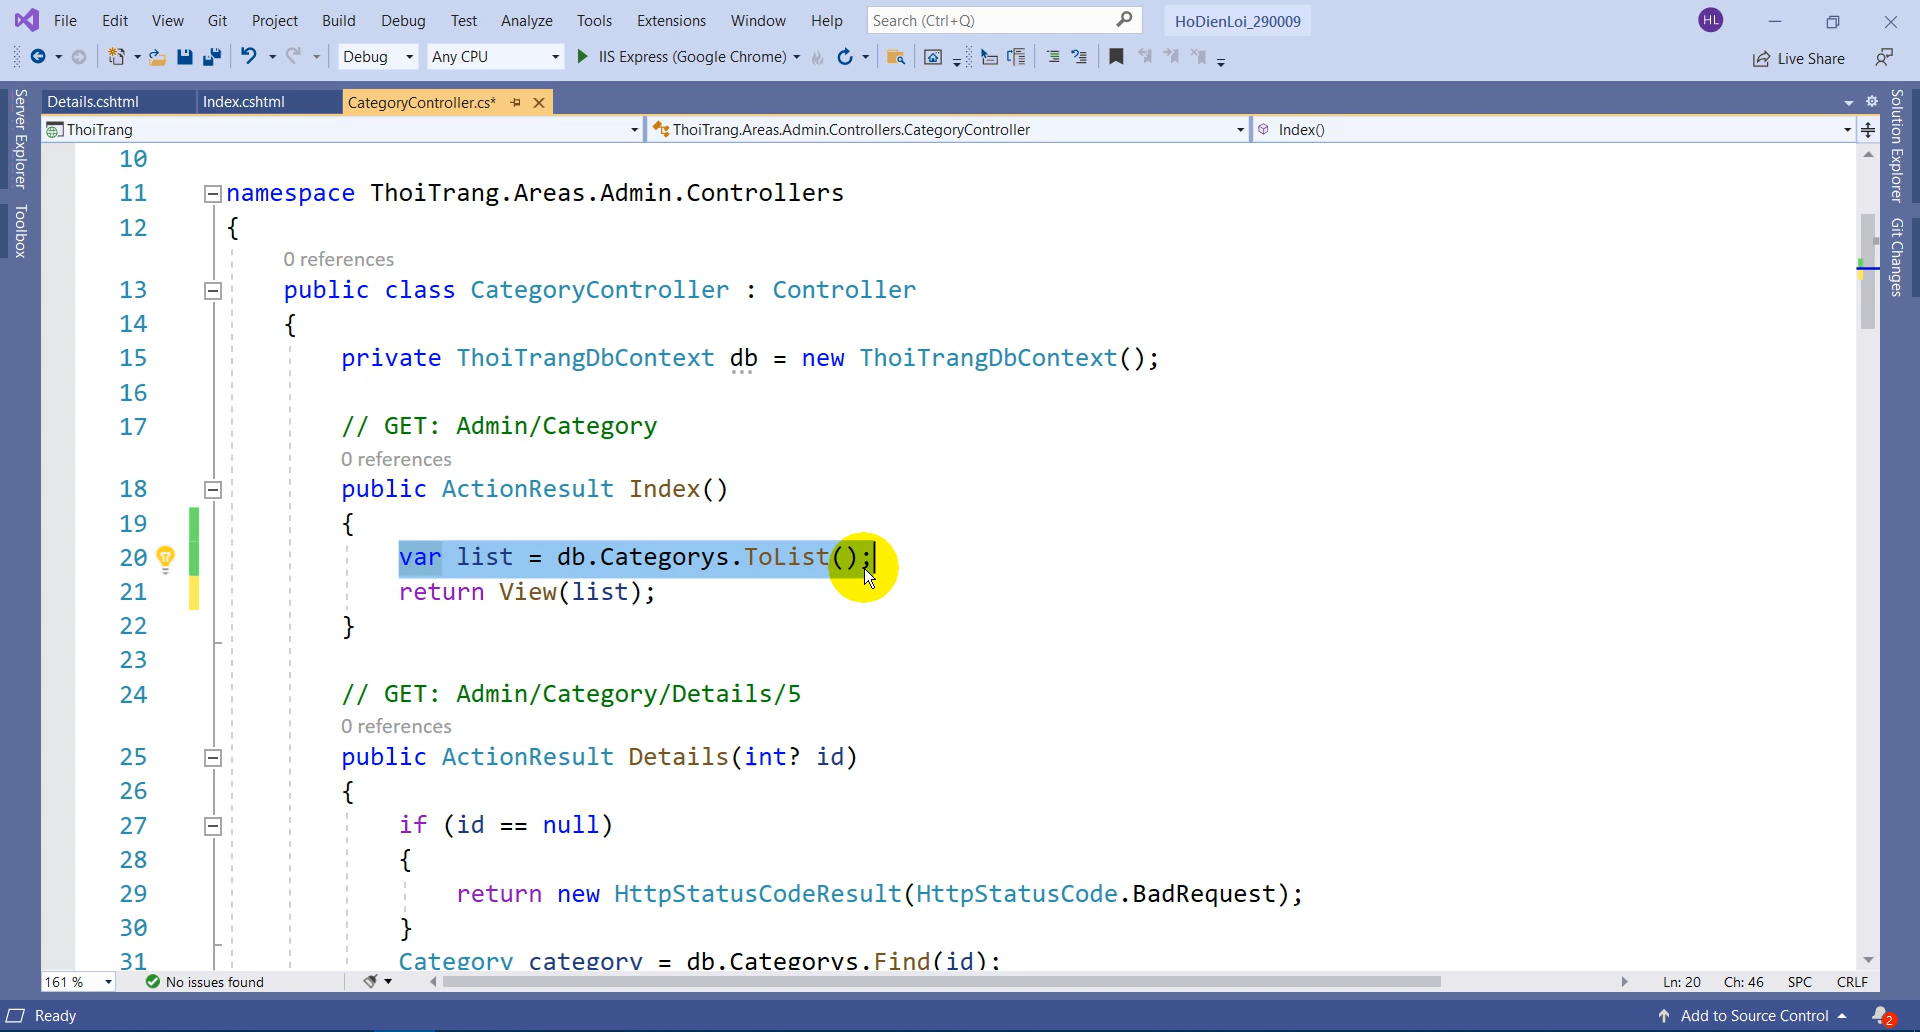 File Edit View Git Project Build Debug Test Analyze Tools Extensions Window Help Search (Ctrl+Q) HoDienLoi_290009 HL
Debug Any CPU IIS Express (Google Chrome) Live Share
Details.cshtml Index.cshtml CategoryController.cs*
ThoiTrang ThoiTrang.Areas.Admin.Controllers.CategoryController Index()
Server Explorer
Toolbox
Solution Explorer
Git Changes
10
11 namespace ThoiTrang.Areas.Admin.Controllers
12 {
0 references
13 public class CategoryController : Controller
14 {
15 private ThoiTrangDbContext db = new ThoiTrangDbContext();
16
17 // GET: Admin/Category
0 references
18 public ActionResult Index()
19 {
20 var list = db.Categorys.ToList();
21 return View(list);
22 }
23
24 // GET: Admin/Category/Details/5
0 references
25 public ActionResult Details(int? id)
26 {
27 if (id == null)
28 {
29 return new HttpStatusCodeResult(HttpStatusCode.BadRequest);
30 }
31 Category category = db.Categorys.Find(id);
161 % No issues found Ln: 20 Ch: 46 SPC CRLF
Ready Add to Source Control 2